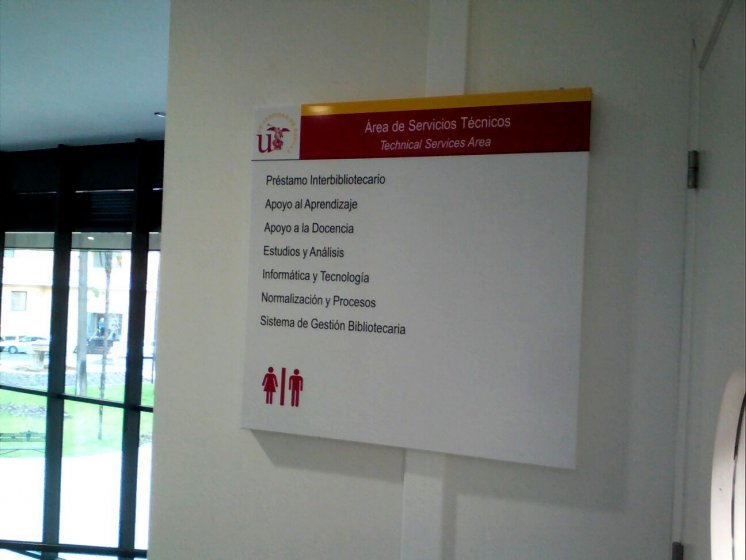 Área de Servicios Técnicos
Technical Services Area
Préstamo Interbibliotecario
Apoyo al Aprendizaje
Apoyo a la Docencia
Estudios y Análisis
Informática y Tecnología
Normalización y Procesos
Sistema de Gestión Bibliotecaria